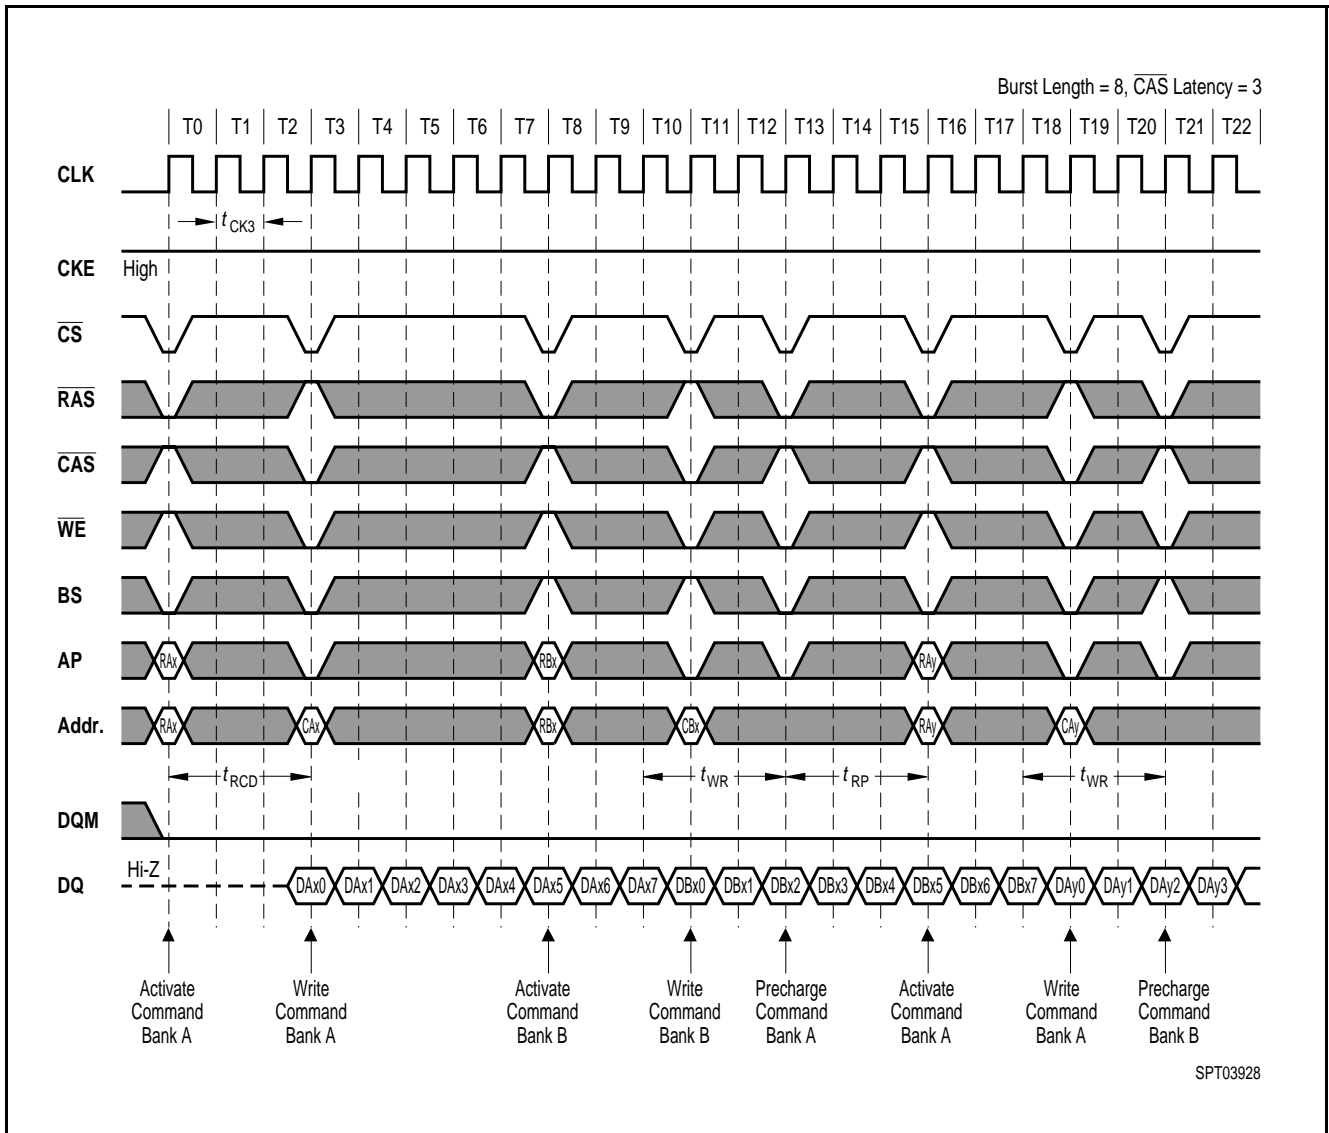 Burst Length = 8, CAS Latency = 3
T0 T1 T2 T3 T4 T5 T6 T7 T8 T9 T10 T11 T12 T13 T14 T15 T16 T17 T18 T19 T20 T21 T22
CLK
t CK3
CKE High
CS
RAS
CAS
WE
BS
AP RAx RBx RAy
Addr. RAx CAx RBx CBx RAy CAy
t RCD t WR t RP t WR
DQM
Hi-Z
DQ DAx0 DAx1 DAx2 DAx3 DAx4 DAx5 DAx6 DAx7 DBx0 DBx1 DBx2 DBx3 DBx4 DBx5 DBx6 DBx7 DAy0 DAy1 DAy2 DAy3
Activate Write Activate Write Precharge Activate Write Precharge
Command Command Command Command Command Command Command Command
Bank A Bank A Bank B Bank B Bank A Bank A Bank A Bank B
SPT03928